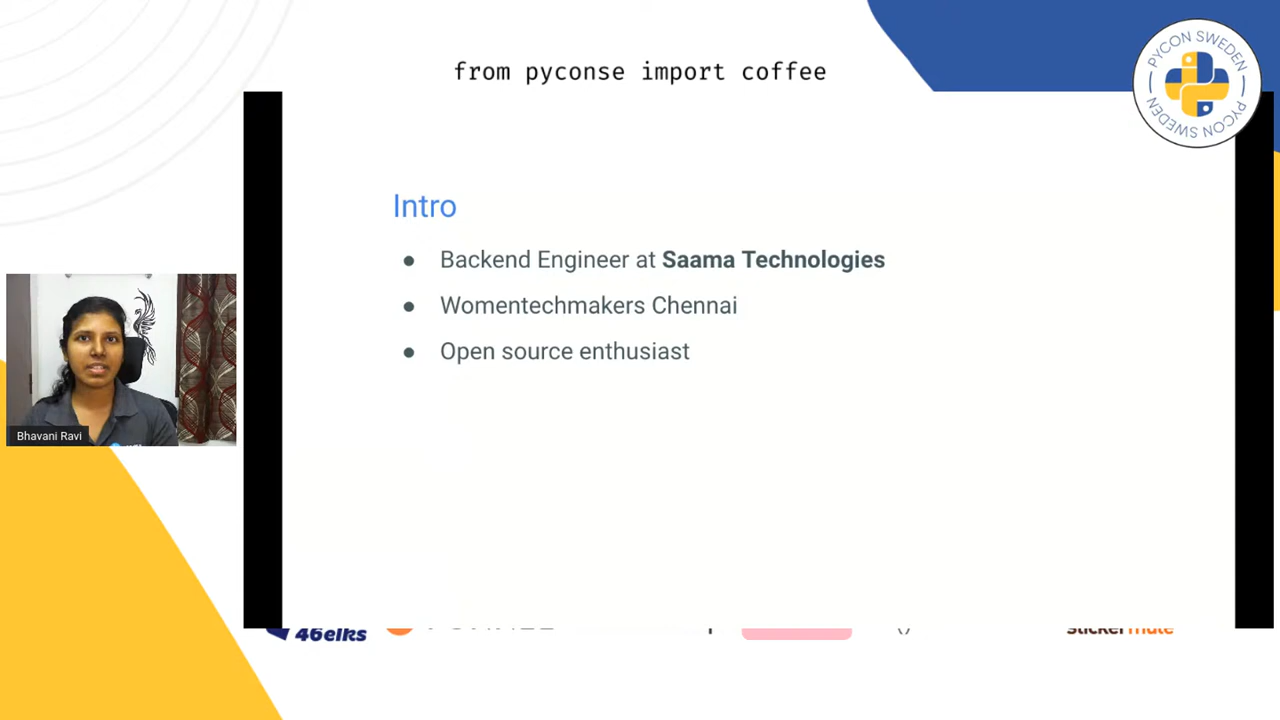 from pyconse import coffee
PYCON SWEDEN
PYCON SWEDEN
Intro
● Backend Engineer at Saama Technologies
● Womentechmakers Chennai
● Open source enthusiast
Bhavani Ravi
46elks